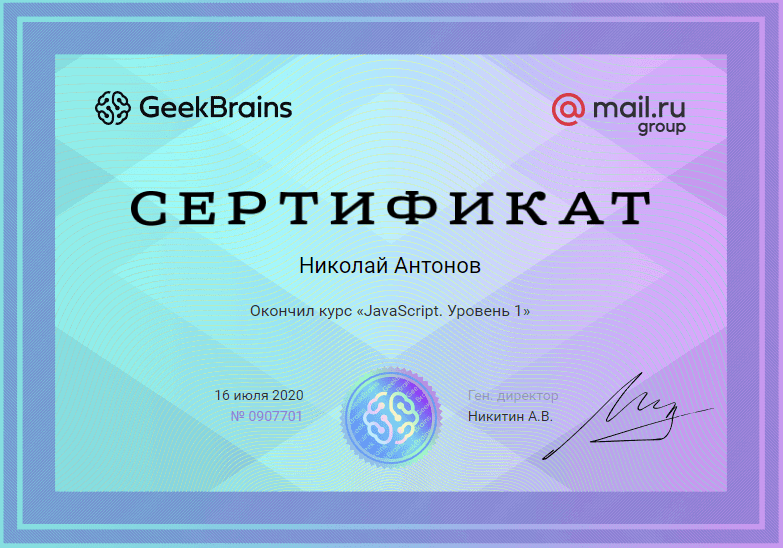 GeekBrains
@mail.ru
group
СЕРТИФИКАТ
Николай Антонов
Окончил курс «JavaScript. Уровень 1»
16 июля 2020
№ 0907701
Ген. директор
Никитин А.В.